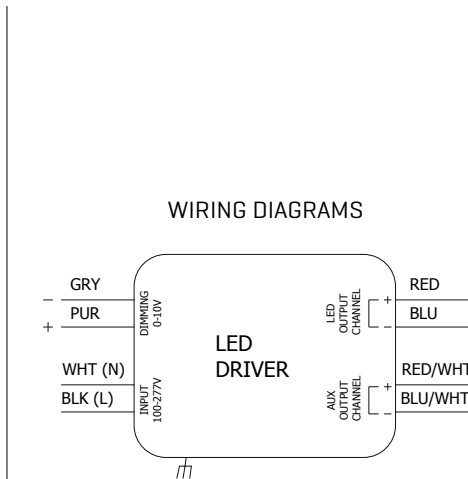 WIRING DIAGRAMS
− GRY
+ PUR
DIMMING
0-10V
WHT (N)
BLK (L)
INPUT
100-277V
LED
DRIVER
LED
OUTPUT
CHANNEL
+ RED
− BLU
AUX
OUTPUT
CHANNEL
+ RED/WHT
− BLU/WHT